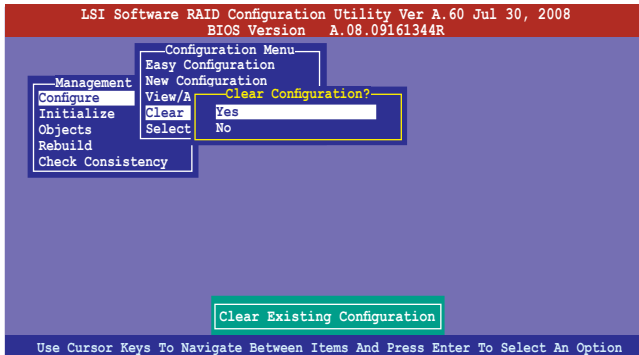 LSI Software RAID Configuration Utility Ver A.60 Jul 30, 2008
BIOS Version A.08.09161344R
Configuration Menu
Easy Configuration
New Configuration
View/A
Clear
Select
Management
Configure
Initialize
Objects
Rebuild
Check Consistency
Clear Configuration?
Yes
No
Clear Existing Configuration
Use Cursor Keys To Navigate Between Items And Press Enter To Select An Option